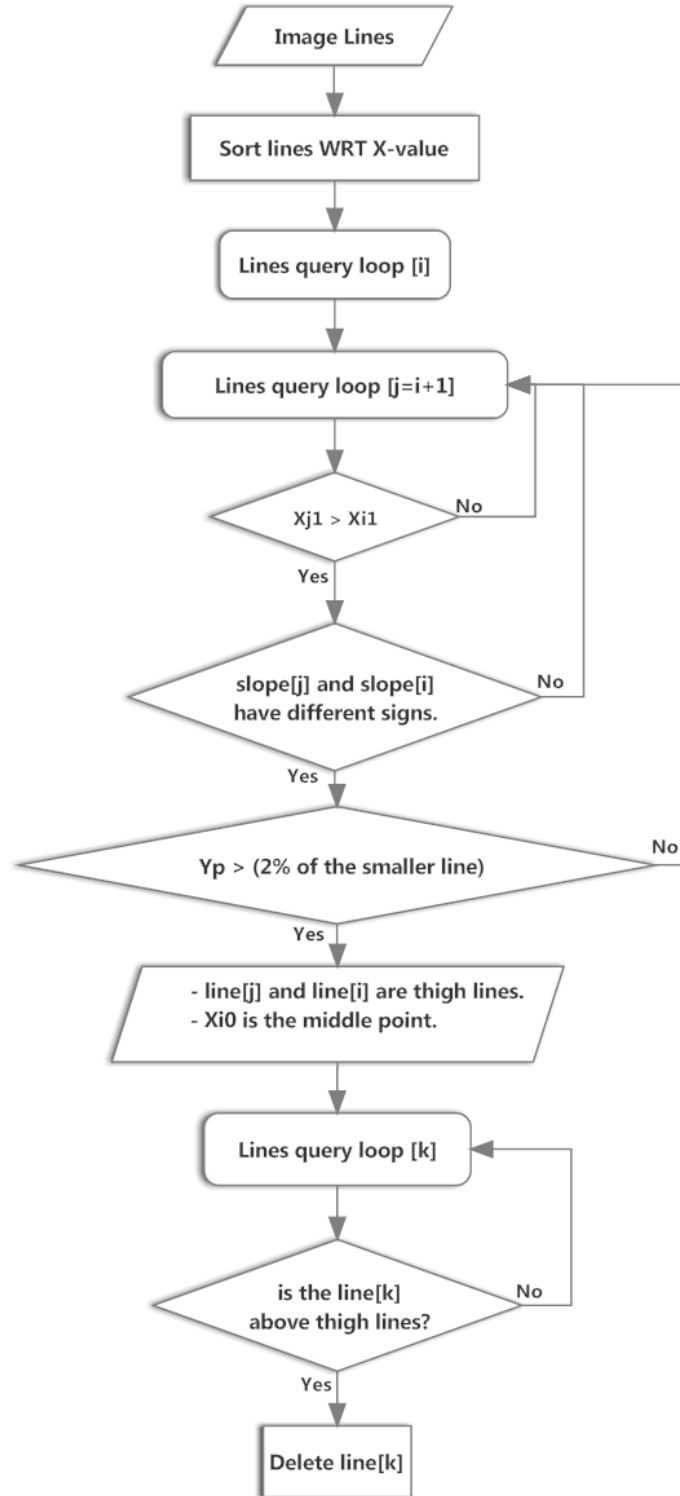 Image Lines
Sort lines WRT X-value
Lines query loop [i]
Lines query loop [j=i+1]
Xj1 > Xi1
No
Yes
slope[j] and slope[i]
have different signs.
No
Yes
Yp > (2% of the smaller line)
No
Yes
- line[j] and line[i] are thigh lines.
- Xi0 is the middle point.
Lines query loop [k]
is the line[k]
above thigh lines?
No
Yes
Delete line[k]